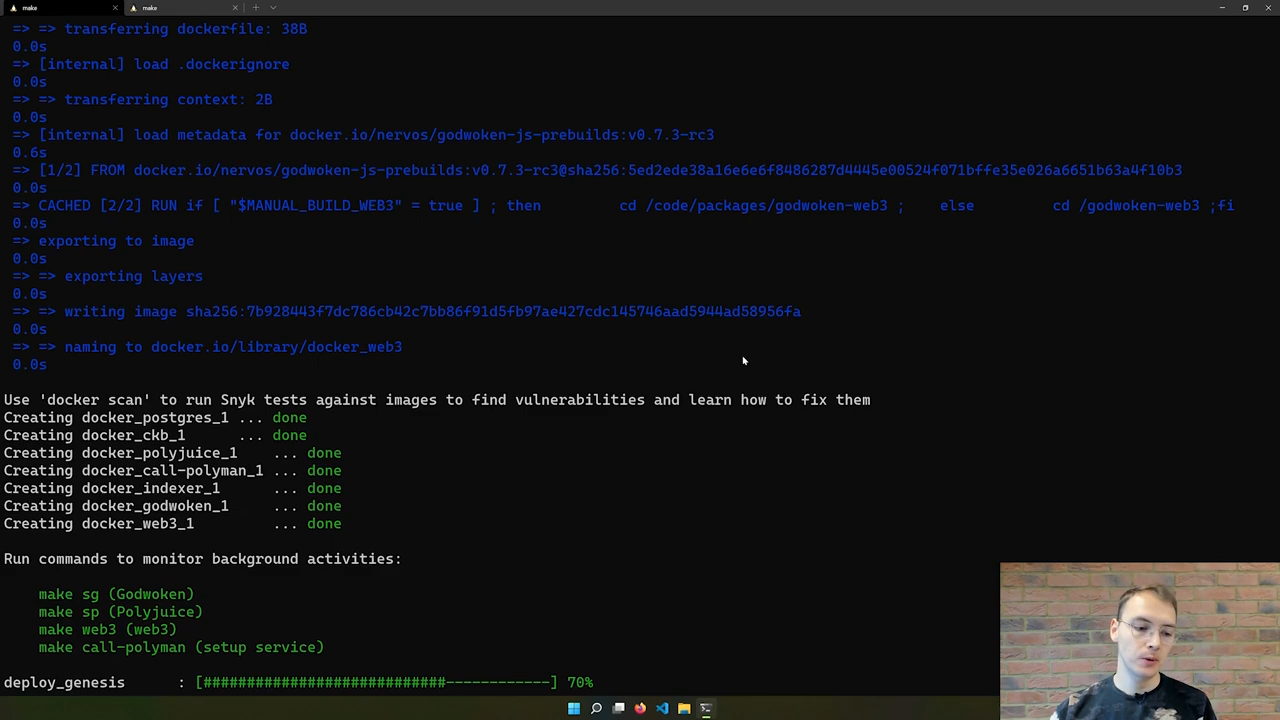 make
make
=> => transferring dockerfile: 38B
0.0s
=> [internal] load .dockerignore
0.0s
=> => transferring context: 2B
0.0s
=> [internal] load metadata for docker.io/nervos/godwoken-js-prebuilds:v0.7.3-rc3
0.6s
=> [1/2] FROM docker.io/nervos/godwoken-js-prebuilds:v0.7.3-rc3@sha256:5ed2ede38a16e6e6f8486287d4445e00524f071bffe35e026a6651b63a4f10b3
0.0s
=> CACHED [2/2] RUN if [ "$MANUAL_BUILD_WEB3" = true ] ; then cd /code/packages/godwoken-web3 ; else cd /godwoken-web3 ;fi
0.0s
=> exporting to image
0.0s
=> => exporting layers
0.0s
=> => writing image sha256:7b928443f7dc786cb42c7bb86f91d5fb97ae427cdc145746aad5944ad58956fa
0.0s
=> => naming to docker.io/library/docker_web3
0.0s
Use 'docker scan' to run Snyk tests against images to find vulnerabilities and learn how to fix them
Creating docker_postgres_1 ... done
Creating docker_ckb_1 ... done
Creating docker_polyjuice_1 ... done
Creating docker_call-polyman_1 ... done
Creating docker_indexer_1 ... done
Creating docker_godwoken_1 ... done
Creating docker_web3_1 ... done
Run commands to monitor background activities:
make sg (Godwoken)
make sp (Polyjuice)
make web3 (web3)
make call-polyman (setup service)
deploy_genesis : [############################------------] 70%